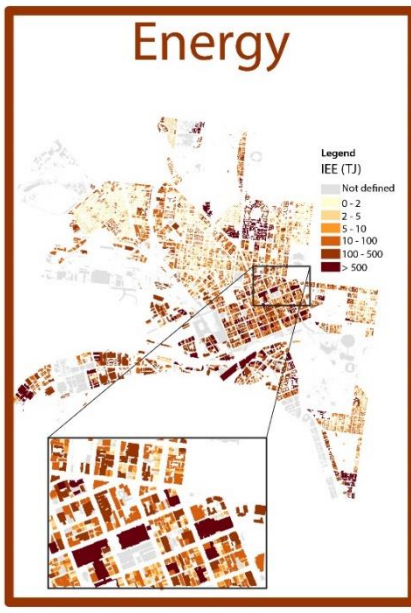 Energy
Legend
IEE (TJ)
Not defined
0 - 2
2 - 5
5 - 10
10 - 100
100 - 500
> 500